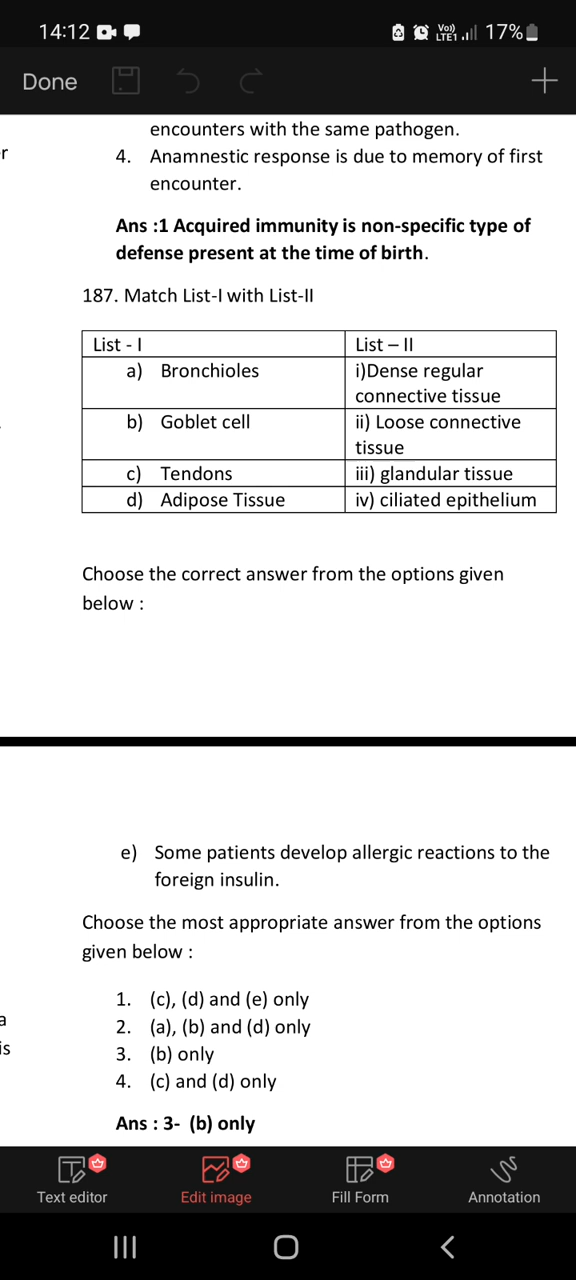 14:12
Vo))
LTE1
17%
Done
encounters with the same pathogen.
r
4. Anamnestic response is due to memory of first
encounter.
Ans :1 Acquired immunity is non-specific type of
defense present at the time of birth.
187. Match List-I with List-II
List - I List – II
a) Bronchioles i)Dense regular
connective tissue
b) Goblet cell ii) Loose connective
tissue
c) Tendons iii) glandular tissue
d) Adipose Tissue iv) ciliated epithelium
Choose the correct answer from the options given
below :
e) Some patients develop allergic reactions to the
foreign insulin.
Choose the most appropriate answer from the options
given below :
1. (c), (d) and (e) only
a
2. (a), (b) and (d) only
is
3. (b) only
4. (c) and (d) only
Ans : 3- (b) only
Text editor Edit image Fill Form Annotation